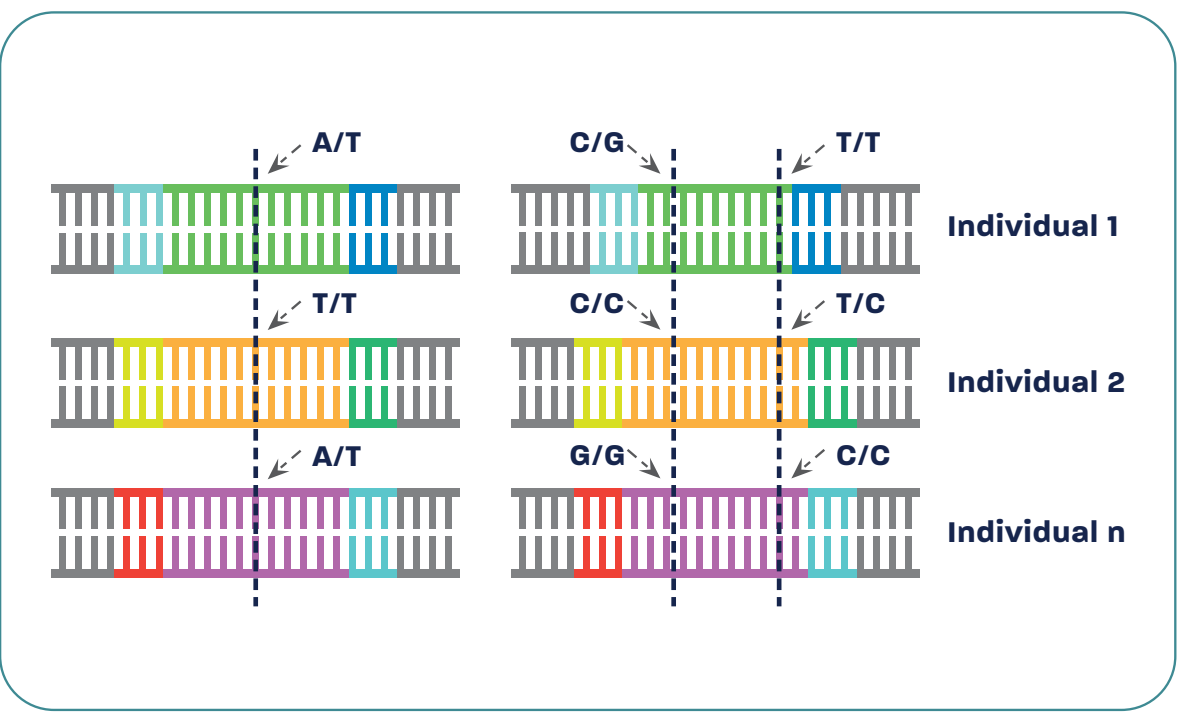 A/T
C/G
T/T
Individual 1
T/T
C/C
T/C
Individual 2
A/T
G/G
C/C
Individual n